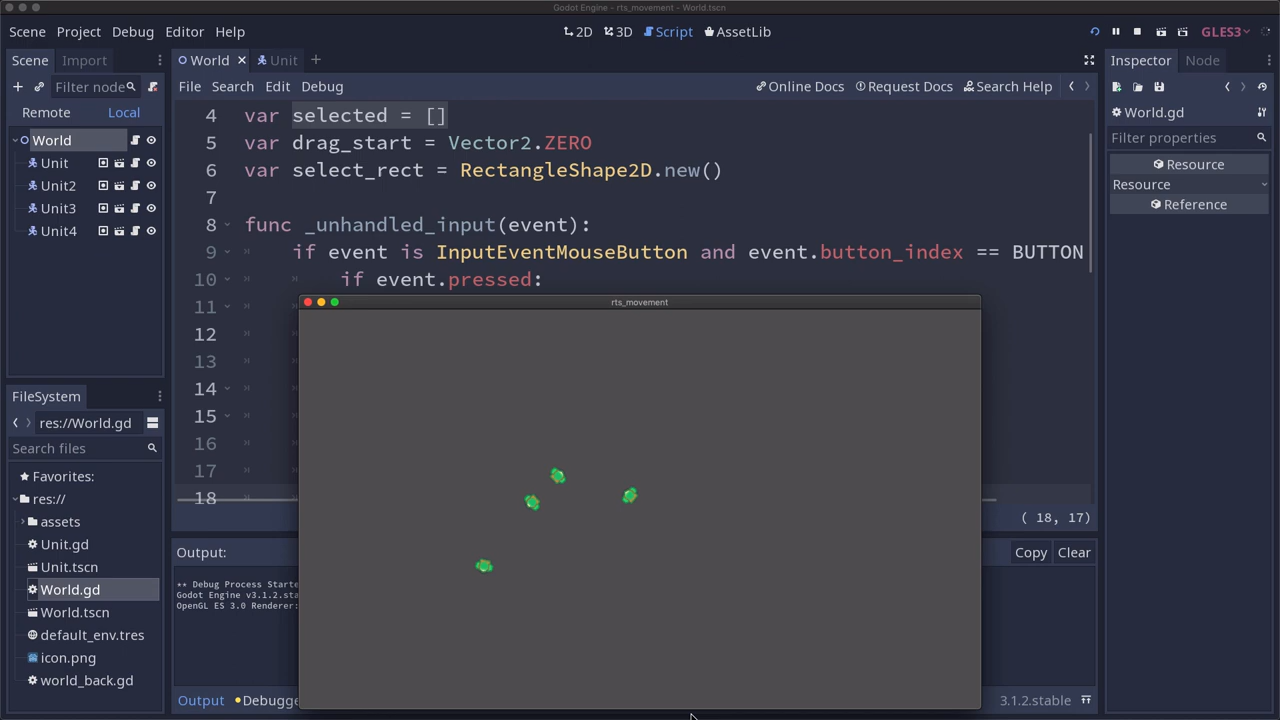 Godot Engine - rts_movement - World.tscn
Scene Project Debug Editor Help
2D 3D Script AssetLib
GLES3
Scene Import
World Unit
Inspector Node
Filter node
File Search Edit Debug
Online Docs Request Docs Search Help
Remote Local
World.gd
World
Filter properties
Unit
Unit2
Unit3
Unit4
Resource
Resource
Reference
4 var selected = []
5 var drag_start = Vector2.ZERO
6 var select_rect = RectangleShape2D.new()
7
8 func _unhandled_input(event):
9 if event is InputEventMouseButton and event.button_index == BUTTON
10 if event.pressed:
11
12
13
14
15
16
17
18
rts_movement
FileSystem
res://World.gd
Search files
Favorites:
res://
assets
Unit.gd
Unit.tscn
World.gd
World.tscn
default_env.tres
icon.png
world_back.gd
( 18, 17)
Output:
Copy Clear
** Debug Process Starte
Godot Engine v3.1.2.sta
OpenGL ES 3.0 Renderer:
Output Debugge
3.1.2.stable